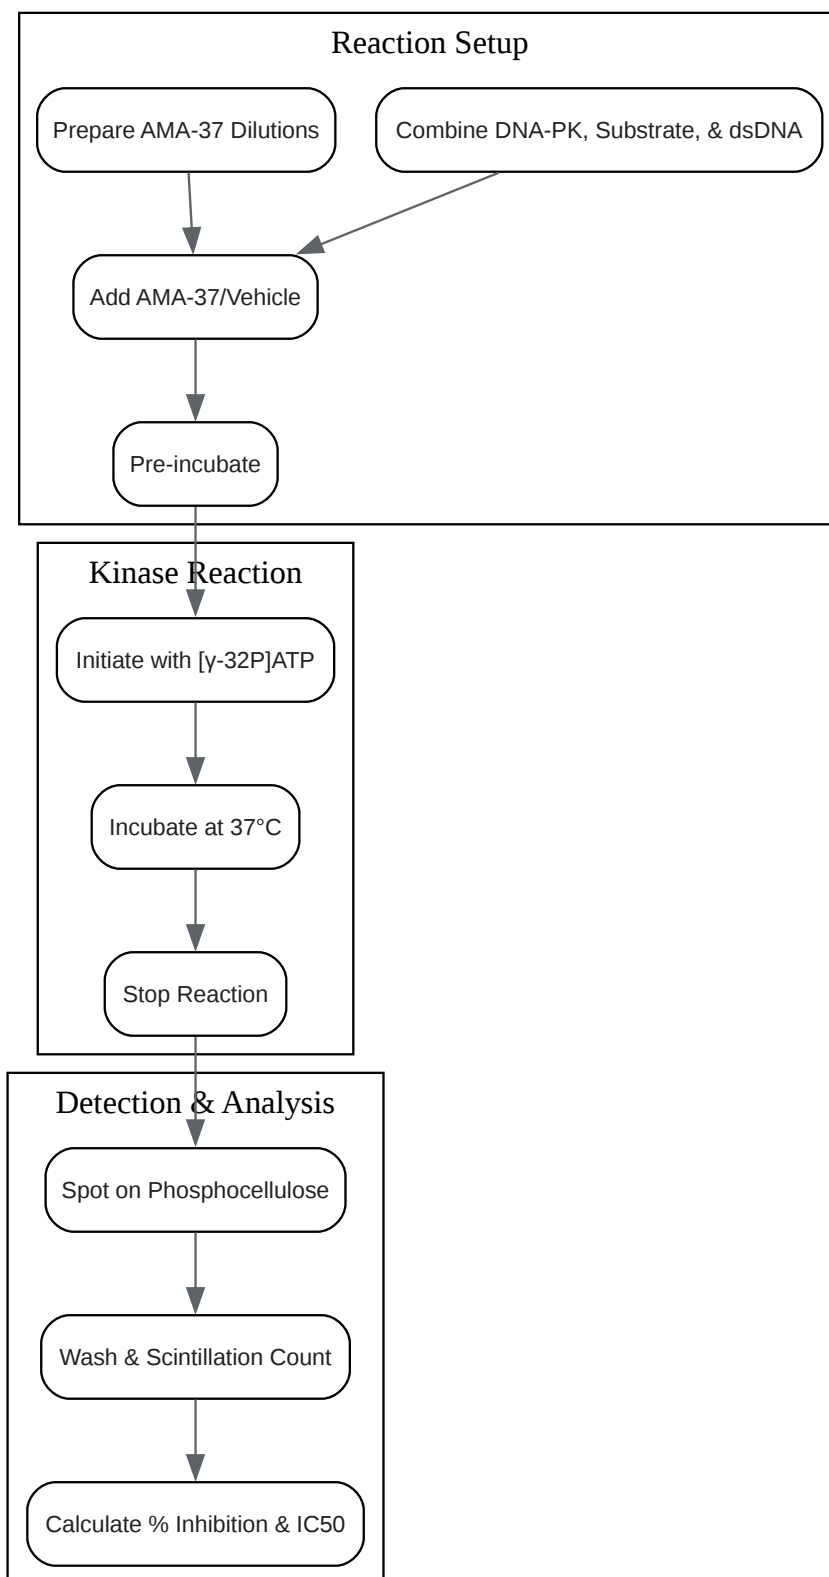 Reaction Setup
Prepare AMA-37 Dilutions
Combine DNA-PK, Substrate, & dsDNA
Add AMA-37/Vehicle
Pre-incubate
Kinase Reaction
Initiate with [γ-32P]ATP
Incubate at 37°C
Stop Reaction
Detection & Analysis
Spot on Phosphocellulose
Wash & Scintillation Count
Calculate % Inhibition & IC50